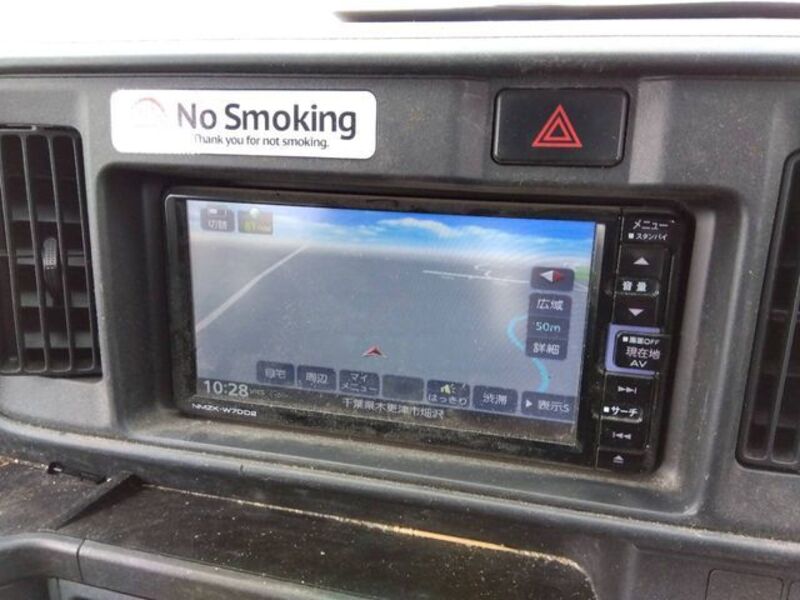 No Smoking
Thank you for not smoking.
メニュー
■スタンバイ
切替
音量
広域
50m
詳細
■画面OFF
現在地
AV
自宅
周辺
マイ
メニュー
はっきり
渋滞
表示S
■サーチ
10:28
千葉県木更津市畑沢
NMZK-W70D2